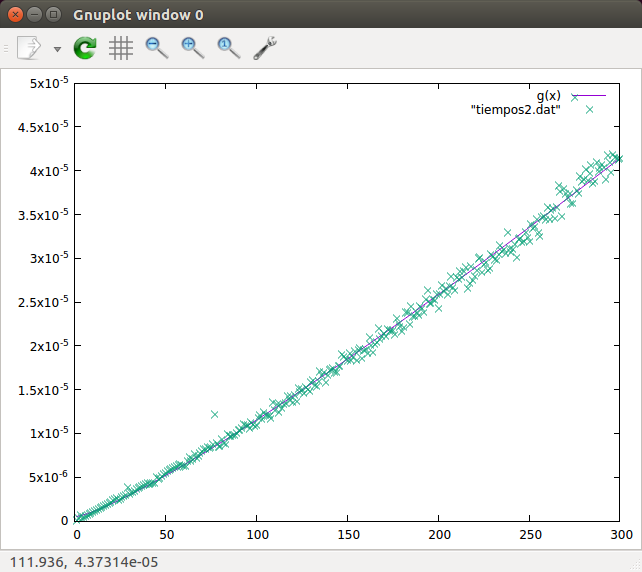 Gnuplot window 0
5x10-5
4.5x10-5
4x10-5
3.5x10-5
3x10-5
2.5x10-5
2x10-5
1.5x10-5
1x10-5
5x10-6
0
g(x)
"tiempos2.dat"
0 50 100 150 200 250 300
111.936, 4.37314e-05